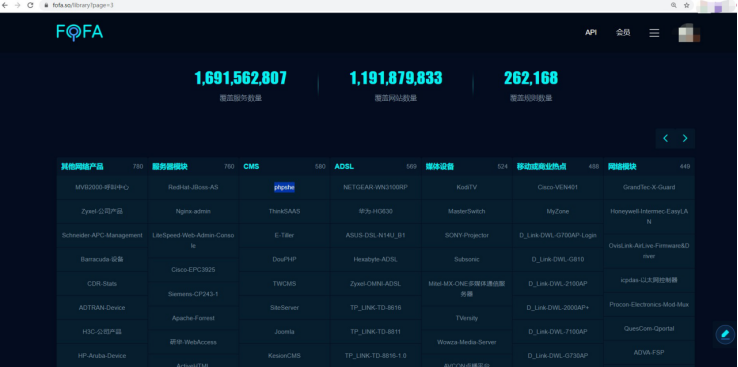 fofa.so/library?page=3
FOFA
API
会员
1,691,562,807
1,191,879,833
262,168
覆盖服务数量
覆盖网站数量
覆盖规则数量
其他网络产品 780
服务器模块 760
CMS 580
ADSL 569
媒体设备 524
移动或商业热点 488
网络模块 449
MVB2000-呼叫中心
RedHat-JBoss-AS
phpshe
NETGEAR-WN3100RP
KodiTV
Cisco-VEN401
GrandTec-X-Guard
Zyxel-公司产品
Nginx-admin
ThinkSAAS
华为-HG630
MasterSwitch
MyZone
Honeywell-Intermec-EasyLA
N
Schneider-APC-Management
LiteSpeed-Web-Admin-Conso
le
E-Tiller
ASUS-DSL-N14U_B1
SONY-Projector
D_Link-DWL-G700AP-Login
OvisLink-AirLive-Firmware&D
river
Barracuda-设备
Cisco-EPC3925
DouPHP
Hexabyte-ADSL
Subsonic
D_Link-DWL-G810
icpdas-以太网控制器
CDR-Stats
Siemens-CP243-1
TWCMS
Zyxel-OMNI-ADSL
Mitel-MX-ONE多媒体通信服
务器
D_Link-DWL-2100AP
Procon-Electronics-Mod-Mux
ADTRAN-Device
Apache-Forrest
SiteServer
TP_LINK-TD-8616
TVersity
D_Link-DWL-2000AP+
QuesCom-Qportal
H3C-公司产品
研华-WebAccess
Joomla
TP_LINK-TD-8811
Wowza-Media-Server
D_Link-DWL-7100AP
ADVA-FSP
HP-Aruba-Device
KesionCMS
TP_LINK-TD-8816-1.0
D_Link-DWL-G730AP